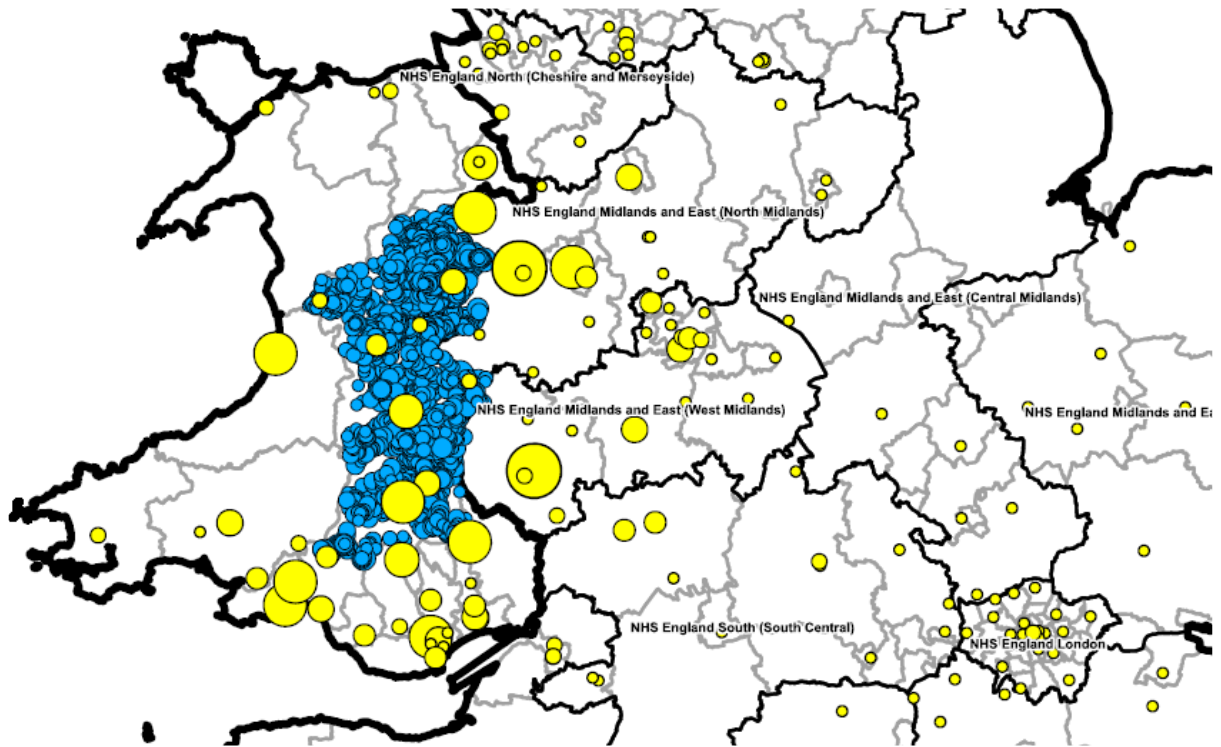 NHS England North (Cheshire and Merseyside)
NHS England Midlands and East (North Midlands)
NHS England Midlands and East (Central Midlands)
NHS England Midlands and East (West Midlands)
NHS England Midlands and Ea
NHS England South (South Central)
NHS England London